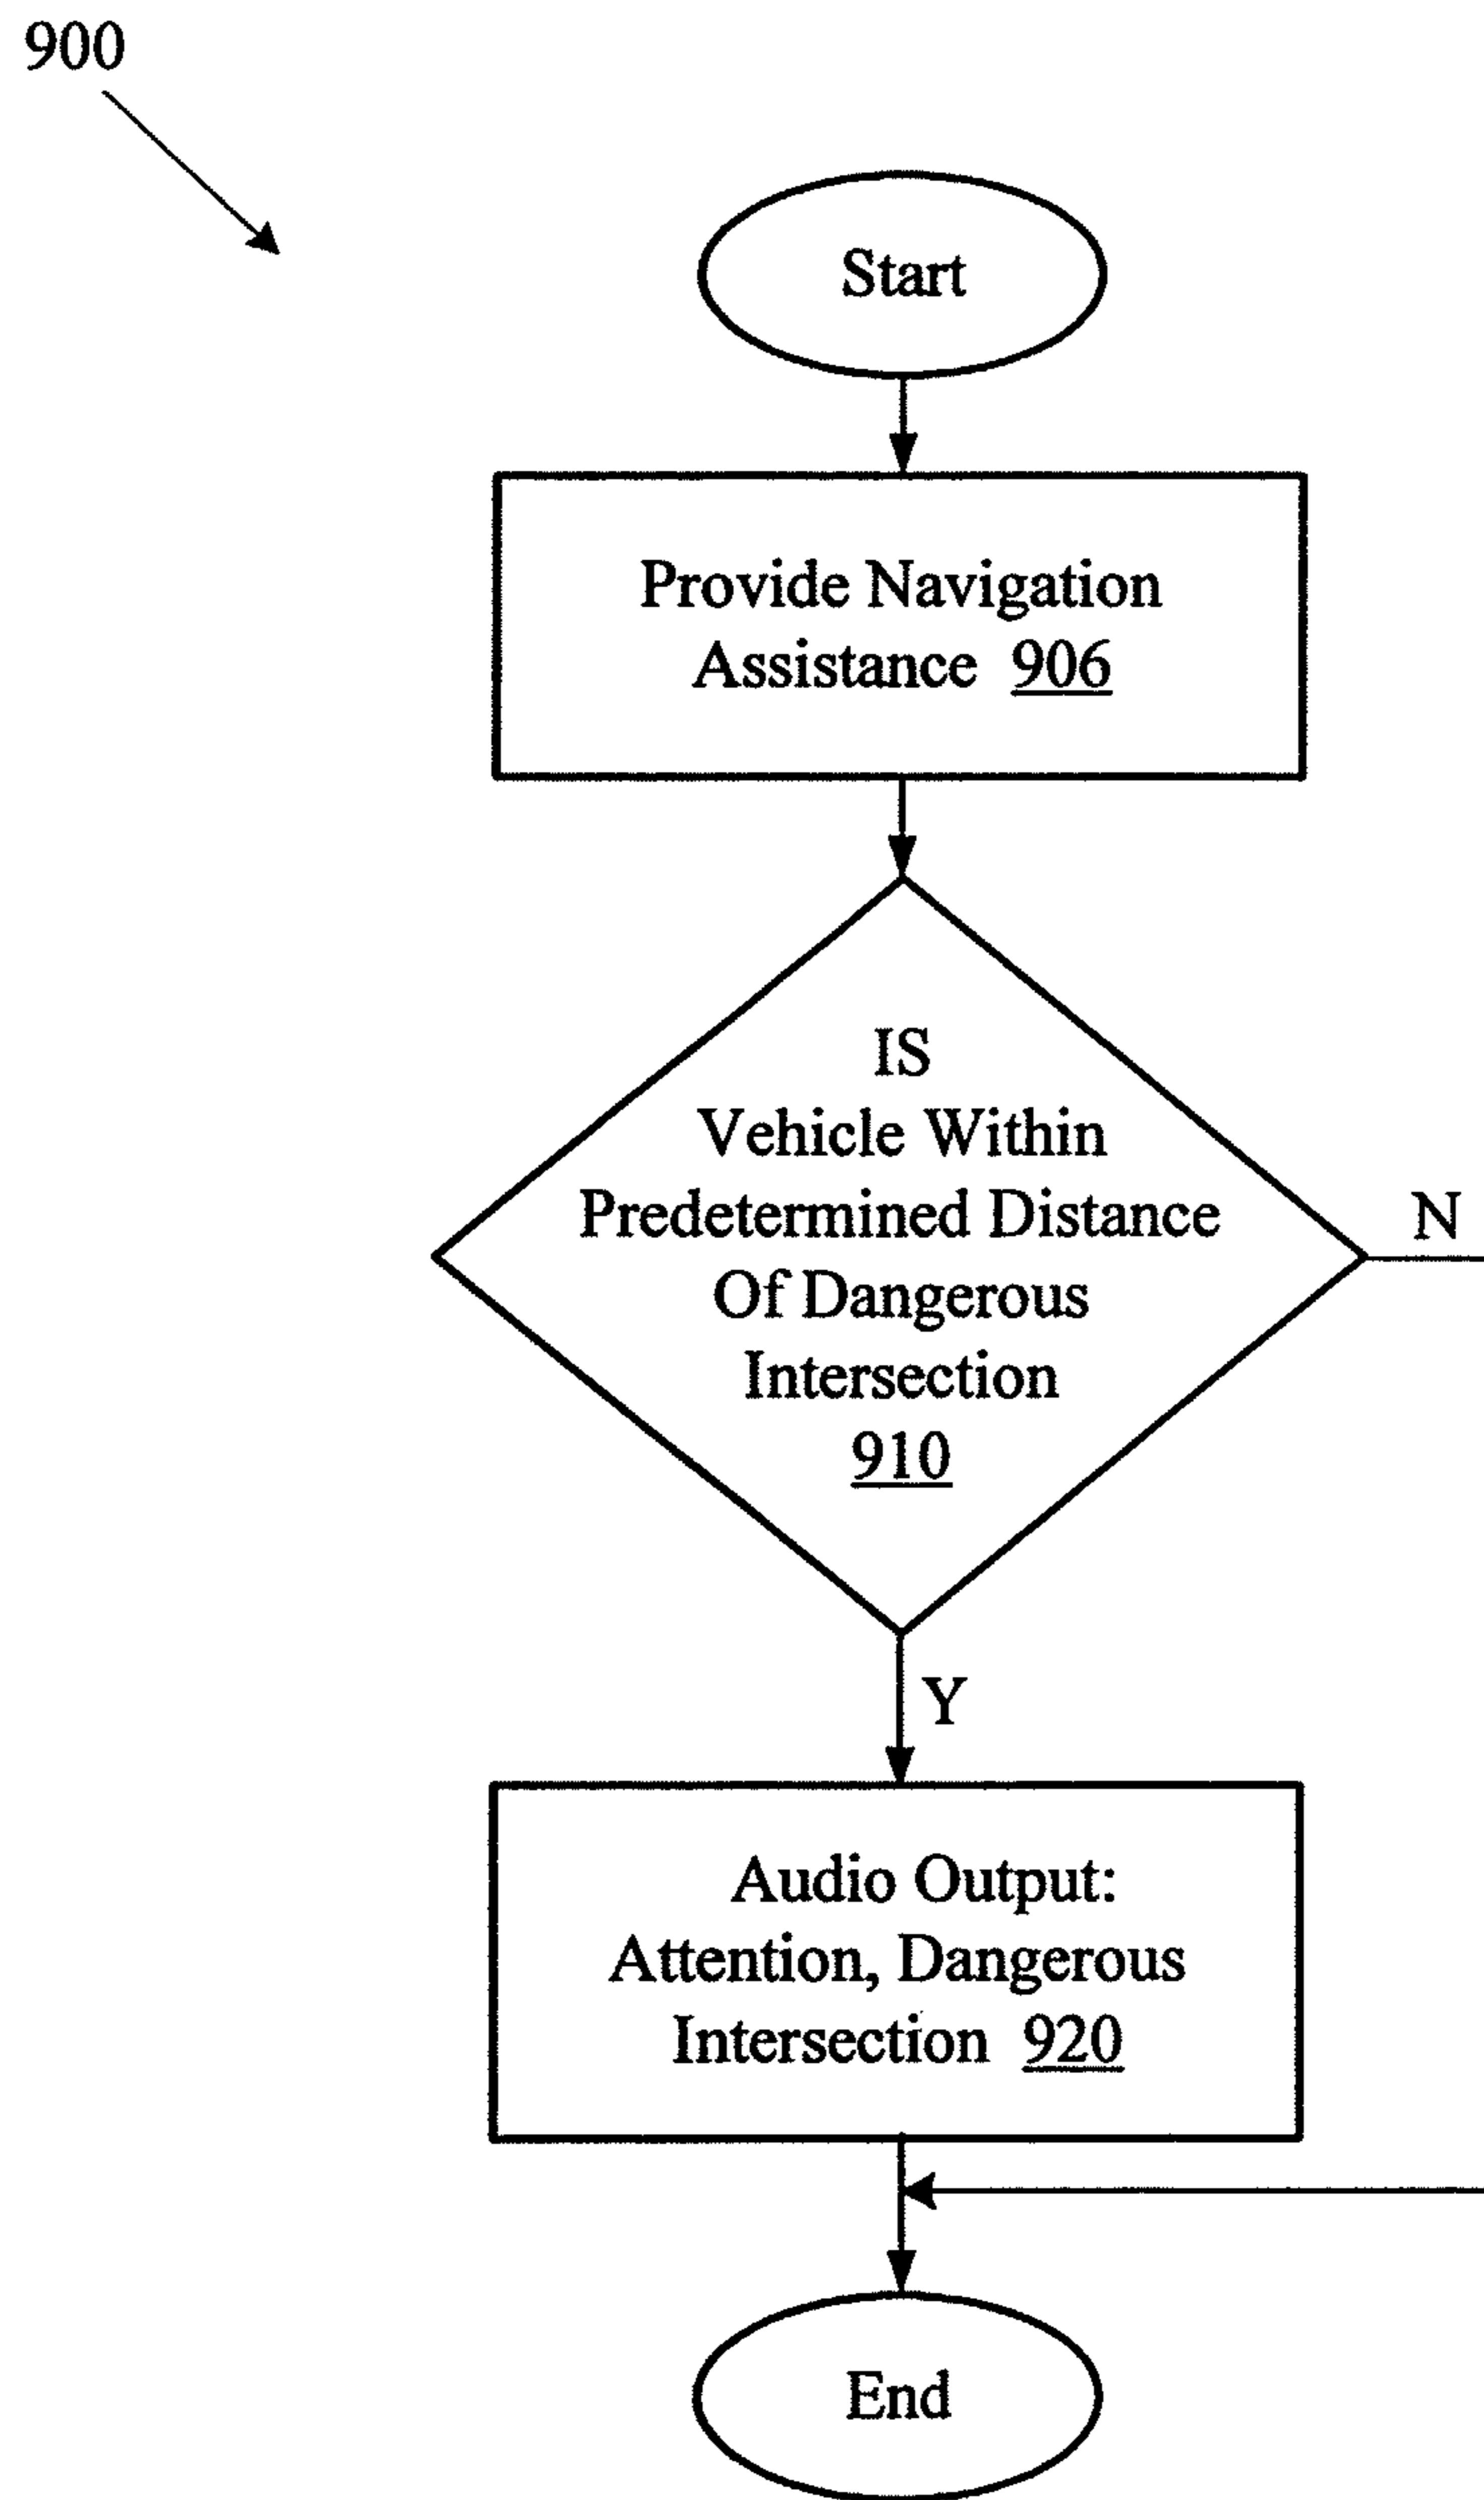 900
Start
Provide Navigation
Assistance 906
IS
Vehicle Within
Predetermined Distance
Of Dangerous
Intersection
910
N
Y
Audio Output:
Attention, Dangerous
Intersection 920
End